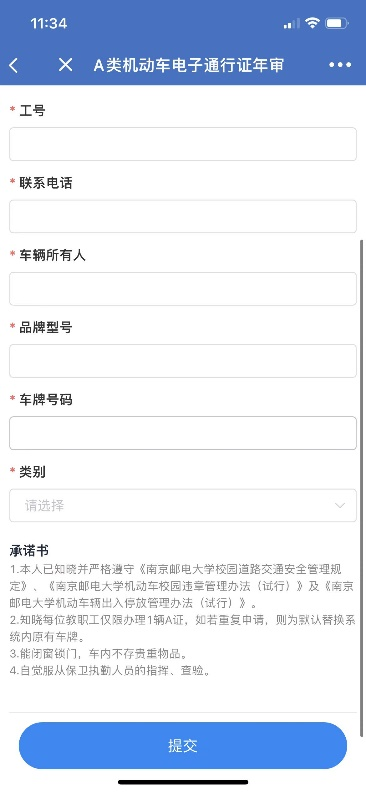 11:34
A类机动车电子通行证年审
* 工号
* 联系电话
* 车辆所有人
* 品牌型号
* 车牌号码
* 类别
请选择
承诺书
1.本人已知晓并严格遵守《南京邮电大学校园道路交通安全管理规
定》、《南京邮电大学机动车校园违章管理办法（试行）》及《南京
邮电大学机动车辆出入停放管理办法（试行）》。
2.知晓每位教职工仅限办理1辆A证，如若重复申请，则为默认替换系
统内原有车牌。
3.能闭窗锁门，车内不存贵重物品。
4.自觉服从保卫执勤人员的指挥、查验。
提交